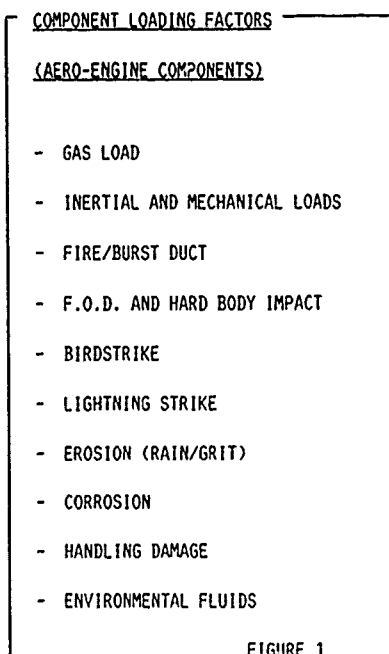 COMPONENT LOADING FACTORS
(AERO-ENGINE COMPONENTS)
- GAS LOAD
- INERTIAL AND MECHANICAL LOADS
- FIRE/BURST DUCT
- F.O.D. AND HARD BODY IMPACT
- BIRDSTRIKE
- LIGHTNING STRIKE
- EROSION (RAIN/GRIT)
- CORROSION
- HANDLING DAMAGE
- ENVIRONMENTAL FLUIDS
FIGURE 1